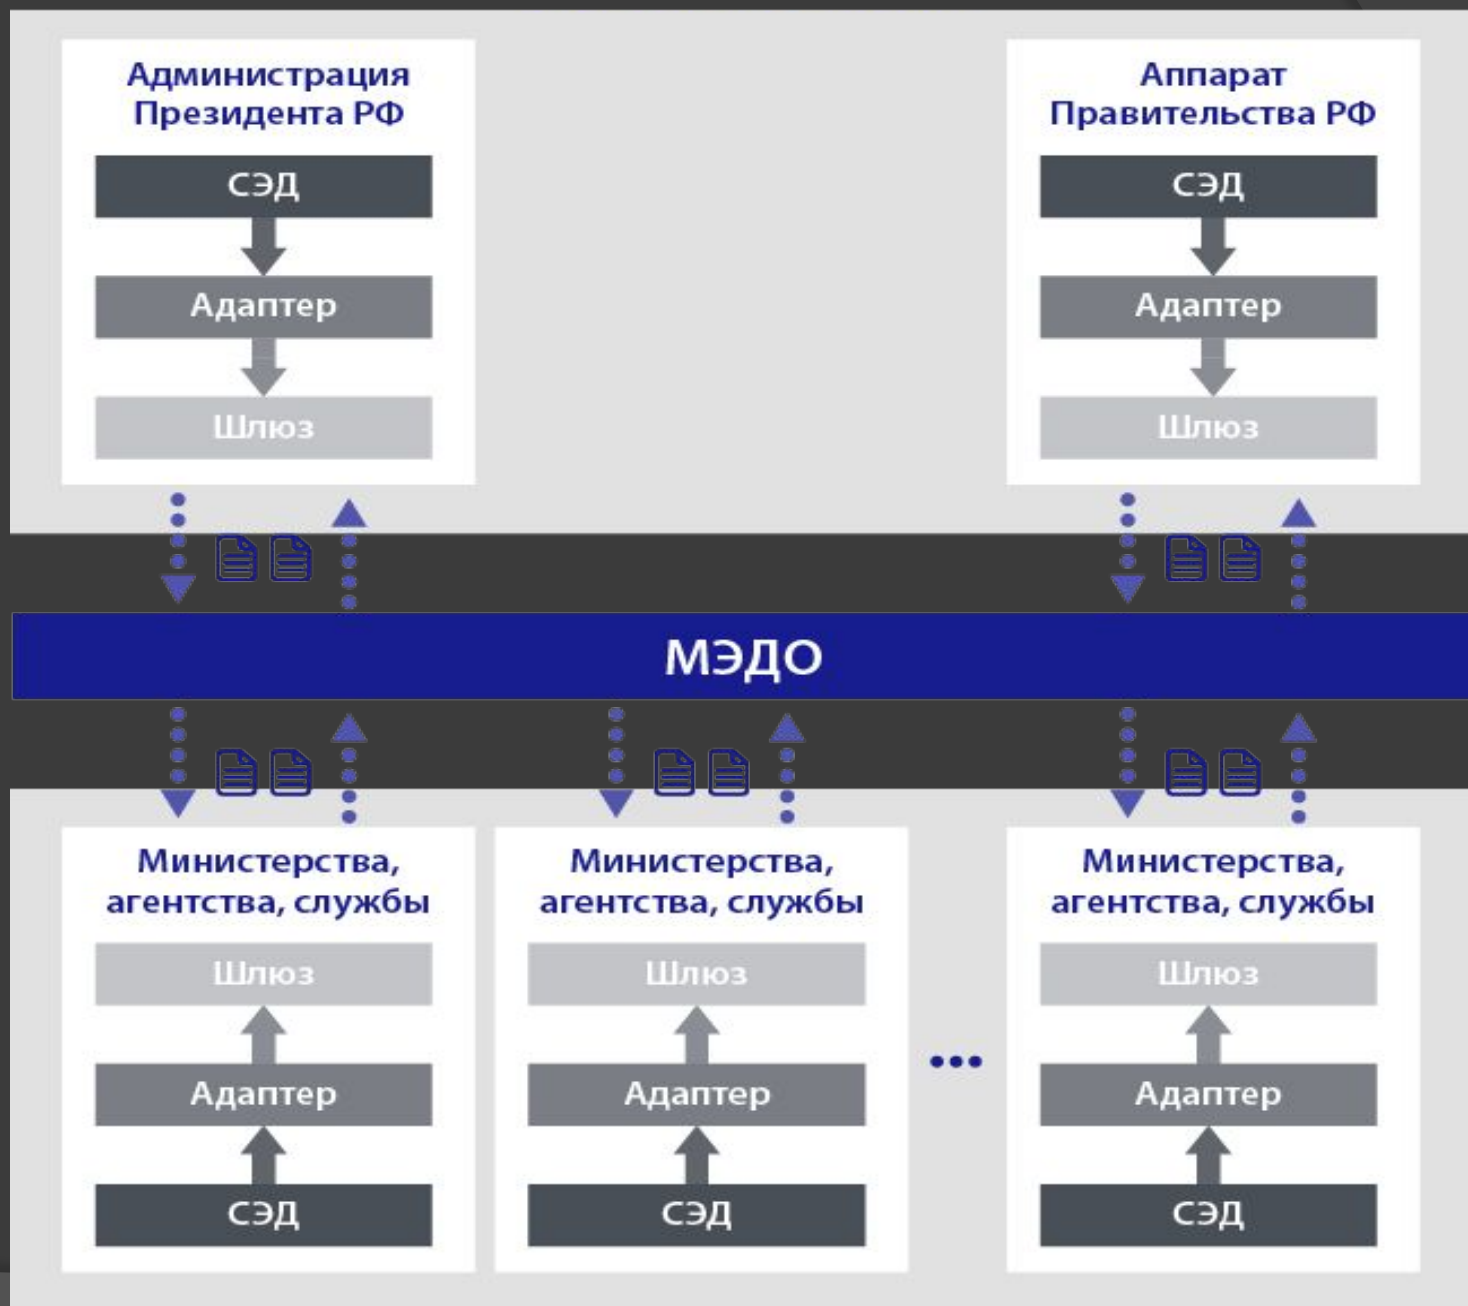 Администрация
Президента РФ
СЭД
Адаптер
Шлюз
Аппарат
Правительства РФ
СЭД
Адаптер
Шлюз
МЭДО
Министерства,
агентства, службы
Шлюз
Адаптер
СЭД
Министерства,
агентства, службы
Шлюз
Адаптер
СЭД
...
Министерства,
агентства, службы
Шлюз
Адаптер
СЭД